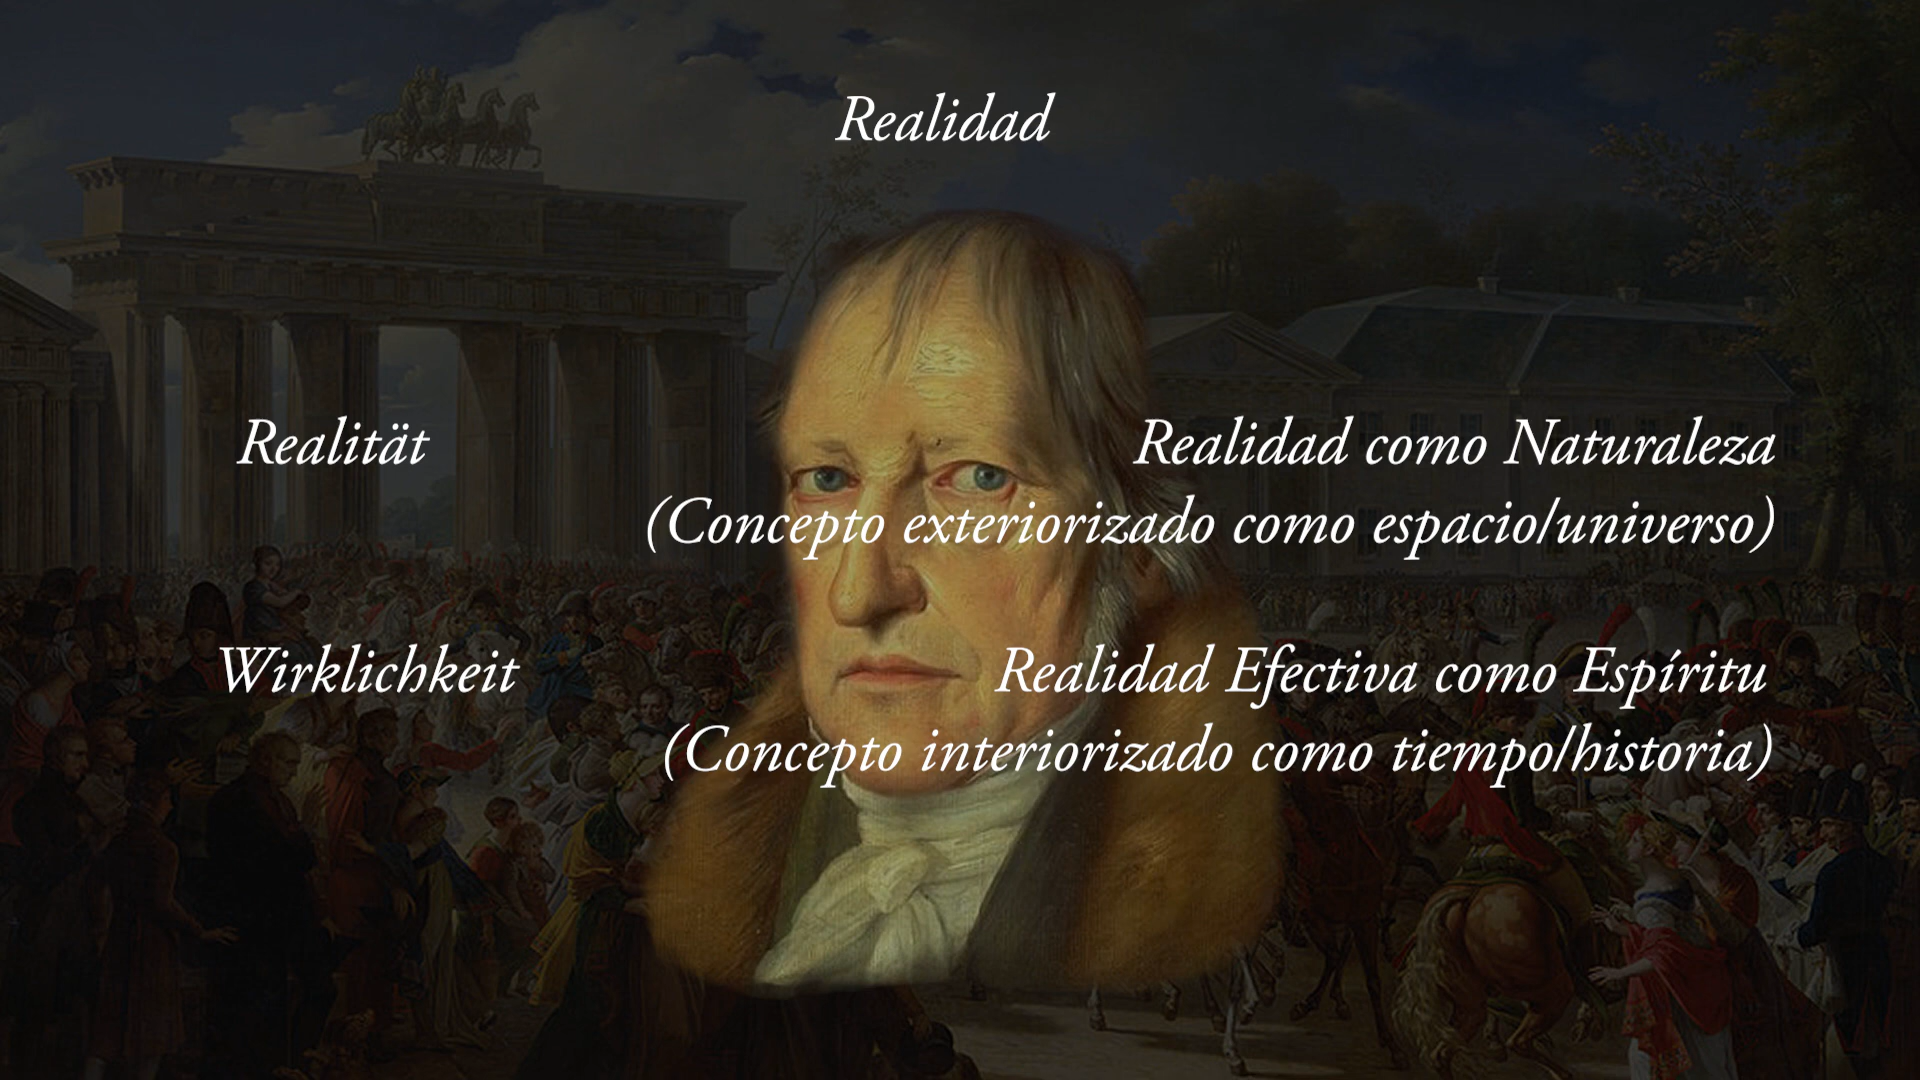 Realidad
Realität
Realidad como Naturaleza
(Concepto exteriorizado como espacio/universo)
Wirklichkeit
Realidad Efectiva como Espíritu
(Concepto interiorizado como tiempo/historia)